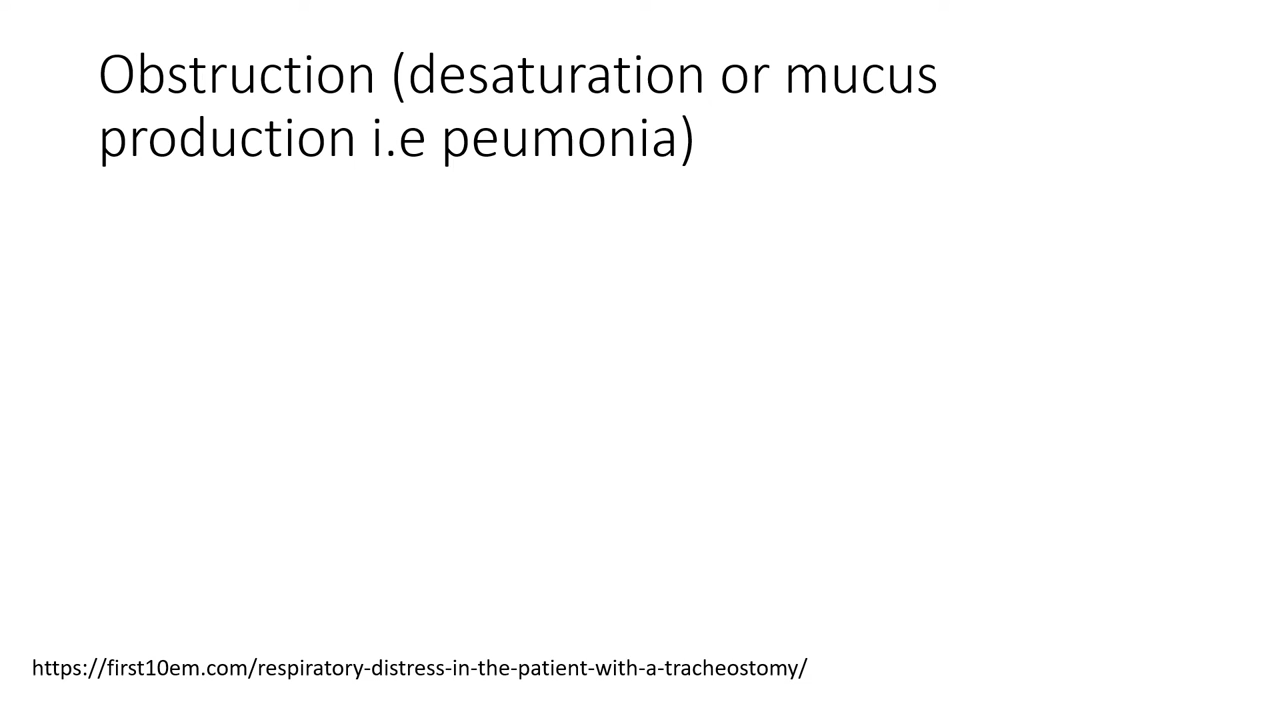 Obstruction (desaturation or mucus
production i.e peumonia)
https://first10em.com/respiratory-distress-in-the-patient-with-a-tracheostomy/